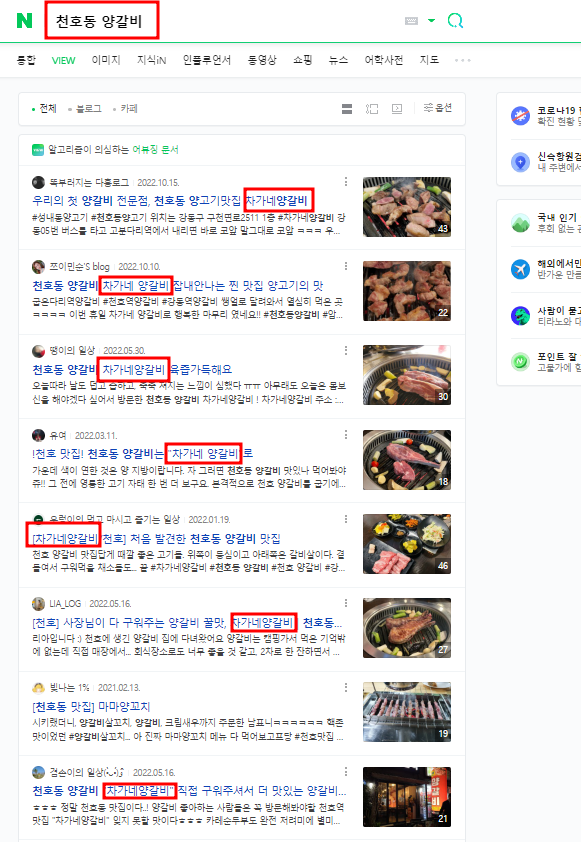 N 천호동 양갈비
통합 VIEW 이미지 지식iN 인플루언서 동영상 쇼핑 뉴스 어학사전 지도
전체 블로그 카페 옵션
알고리즘이 의심하는 어뷰징 문서
똑부러지는 다홍로그 2022.10.15.
우리의 첫 양갈비 전문점, 천호동 양고기맛집 차가네양갈비
#성내동양고기 #천호동양고기 위치는 강동구 구천면로2511 1층 #차가네양갈비 강
동05번 버스를 타고 고분다리역에서 내리면 바로 코앞 말그대로 코앞 ㅋㅋㅋ 우...
43
쪼이민순'S blog 2022.10.10.
천호동 양갈비 차가네 양갈비 잡내안나는 찐 맛집 양고기의 맛
굽은다리역양갈비 #천호역양갈비 #강동역양갈비 쌩얼로 달려와서 열심히 먹은 곳
ㅋㅋㅋㅋ 이번 휴일 차가네 양갈비로 행복한 마무리 였네요!! #천호동양갈비 #암...
22
땡이의 일상 2022.05.30.
천호동 양갈비 차가네양갈비 육즙가득해요
오늘따라 날도 덥고 습하고, 축축 쳐지는 느낌이 심했다 ㅠㅠ 아무래도 오늘은 몸보
신을 해야겠다 싶어서 방문한 천호동 양갈비 차가네양갈비 ! 차가네양갈비 주소 :...
30
유여 2022.03.11.
!천호 맛집! 천호동 양갈비는 "차가네 양갈비"로
가운데 색이 연한 것은 양 지방이랍니다. 자 그러면 천호동 양갈비 맛있나 먹어봐야
쥬!! 그 전에 영롱한 고기 자태 한 번 더 보구요. 본격적으로 천호 양갈비를 굽기에...
18
먹고 마시고 즐기는 일상 2022.01.19.
[차가네양갈비 천호] 처음 발견한 천호동 양갈비 맛집
천호 양갈비 맛집답게 때깔 좋은 고기들. 위쪽이 등심이고 아래쪽은 갈비살이다. 곁
들여서 구워먹을 채소들도... 끝 #차가네양갈비 #천호동 양갈비 #천호 양갈비 #강...
46
LIA_LOG 2022.05.16.
[천호] 사장님이 다 구워주는 양갈비 꿀맛, 차가네양갈비 천호동...
리아입니다 :) 천호에 생긴 양갈비 집에 다녀왔어요 양갈비는 캠핑가서 먹은 기억밖
에 없는데 직접 매장에서... 회식장소로도 너무 좋을 것 같고, 2차로 한 잔하면서 ...
27
빛나는 1% 2021.02.13.
[천호동 맛집] 마마양꼬치
시키랬더니, 양갈비살꼬치, 양갈비, 크림새우까지 주문한 남프니ㅋㅋㅋㅋㅋㅋ 핵존
맛이었던 #양갈비살꼬치... 아 진짜 마마양꼬치 메뉴 다 먹어보고프당 #천호맛집 ...
19
겸손이의 일상 2022.05.16.
"차가네양갈비" 직접 구워주셔서 더 맛있는 양갈비...
ㅎㅎㅎ 정말 천호동 맛집이다..! 양갈비 좋아하는 사람들은 꼭 방문해봐야할 천호역
맛집 "차가네양갈비" 잊지 못할 맛이다ㅎㅎㅎ 카레순두부도 완전 저려미에 별미...
양갈비
21
코로나19
확진 현황
신속항원검
내 주변에서
국내 인기
후회 없는
해외에서만
반가운 만름
사람이 묻고
티라노와 대
포인트 잘
고물가에 힘